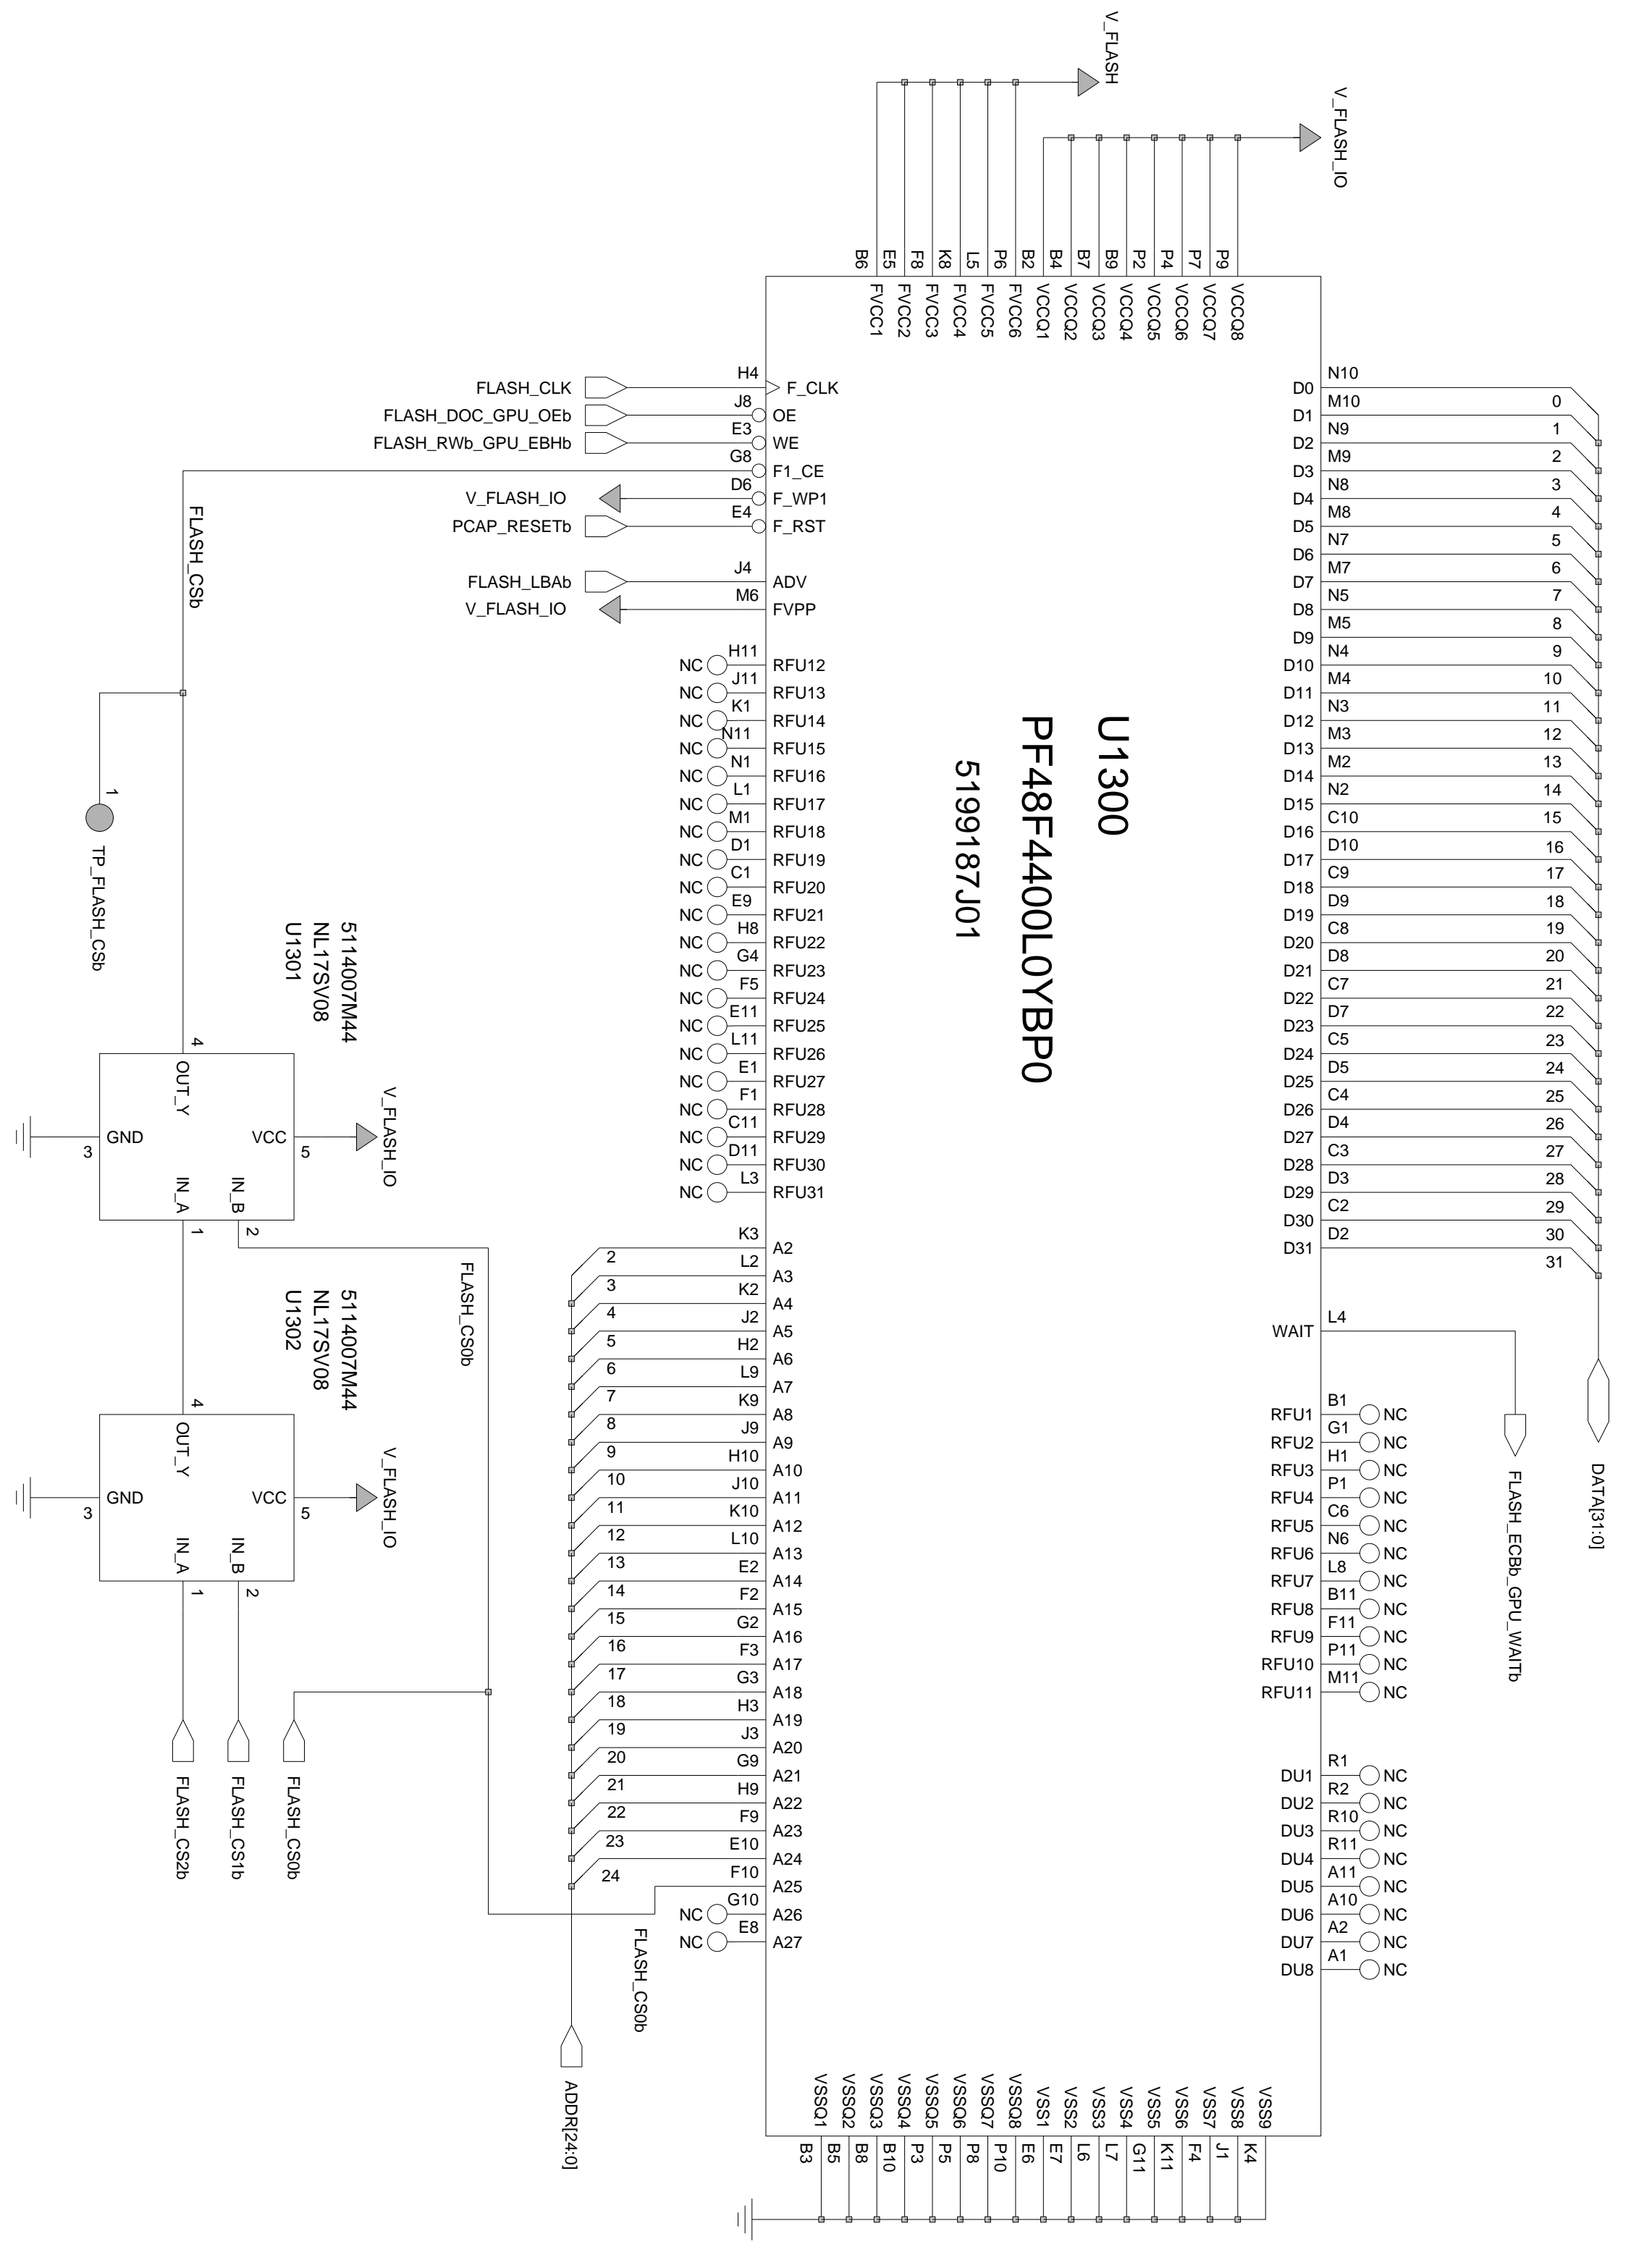 V_FLASH
V_FLASH_IO
B6
E5
F8
K8
L5
P6
B2
B4
B7
B9
P2
P4
P7
P9
FVCC1
FVCC2
FVCC3
FVCC4
FVCC5
FVCC6
VCCQ1
VCCQ2
VCCQ3
VCCQ4
VCCQ5
VCCQ6
VCCQ7
VCCQ8
FLASH_CLK H4 F_CLK
FLASH_DOC_GPU_OEb J8 OE
FLASH_RWb_GPU_EBHb E3 WE
G8 F1_CE
V_FLASH_IO D6 F_WP1
PCAP_RESETb E4 F_RST
FLASH_LBAb J4 ADV
V_FLASH_IO M6 FVPP
NC H11 RFU12
NC J11 RFU13
NC K1 RFU14
NC N11 RFU15
NC N1 RFU16
NC L1 RFU17
NC M1 RFU18
NC D1 RFU19
NC C1 RFU20
NC E9 RFU21
NC H8 RFU22
NC G4 RFU23
NC F5 RFU24
NC E11 RFU25
NC L11 RFU26
NC E1 RFU27
NC F1 RFU28
NC C11 RFU29
NC D11 RFU30
NC L3 RFU31
2 K3 A2
3 L2 A3
4 K2 A4
5 J2 A5
6 H2 A6
7 L9 A7
8 K9 A8
9 J9 A9
10 H10 A10
11 J10 A11
12 K10 A12
13 L10 A13
14 E2 A14
15 F2 A15
16 G2 A16
17 F3 A17
18 G3 A18
19 H3 A19
20 J3 A20
21 G9 A21
22 H9 A22
23 F9 A23
24 E10 A24
F10 A25
NC G10 A26
NC E8 A27
FLASH_CS0b
ADDR[24:0]
U1300
PF48F4400L0YBP0
5199187J01
D0 N10 0
D1 M10 1
D2 N9 2
D3 M9 3
D4 N8 4
D5 M8 5
D6 N7 6
D7 M7 7
D8 N5 8
D9 M5 9
D10 N4 10
D11 M4 11
D12 N3 12
D13 M3 13
D14 M2 14
D15 N2 15
D16 C10 16
D17 D10 17
D18 C9 18
D19 D9 19
D20 C8 20
D21 D8 21
D22 C7 22
D23 D7 23
D24 C5 24
D25 D5 25
D26 C4 26
D27 D4 27
D28 C3 28
D29 D3 29
D30 C2 30
D31 D2 31
WAIT L4
DATA[31:0]
FLASH_ECBb_GPU_WAITb
RFU1 B1 NC
RFU2 G1 NC
RFU3 H1 NC
RFU4 P1 NC
RFU5 C6 NC
RFU6 N6 NC
RFU7 L8 NC
RFU8 B11 NC
RFU9 F11 NC
RFU10 P11 NC
RFU11 M11 NC
DU1 R1 NC
DU2 R2 NC
DU3 R10 NC
DU4 R11 NC
DU5 A11 NC
DU6 A10 NC
DU7 A2 NC
DU8 A1 NC
VSSQ1
VSSQ2
VSSQ3
VSSQ4
VSSQ5
VSSQ6
VSSQ7
VSSQ8
VSS1
VSS2
VSS3
VSS4
VSS5
VSS6
VSS7
VSS8
VSS9
B3
B5
B8
B10
P3
P5
P8
P10
E6
E7
L6
L7
G11
K11
F4
J1
K4
FLASH_CSb
1
TP_FLASH_CSb
5114007M44
NL17SV08
U1301
4
OUT_Y
GND
3
VCC
5
V_FLASH_IO
IN_A
IN_B
1
2
FLASH_CS0b
5114007M44
NL17SV08
U1302
4
OUT_Y
GND
3
VCC
5
V_FLASH_IO
IN_A
IN_B
1
2
FLASH_CS2b
FLASH_CS1b
FLASH_CS0b